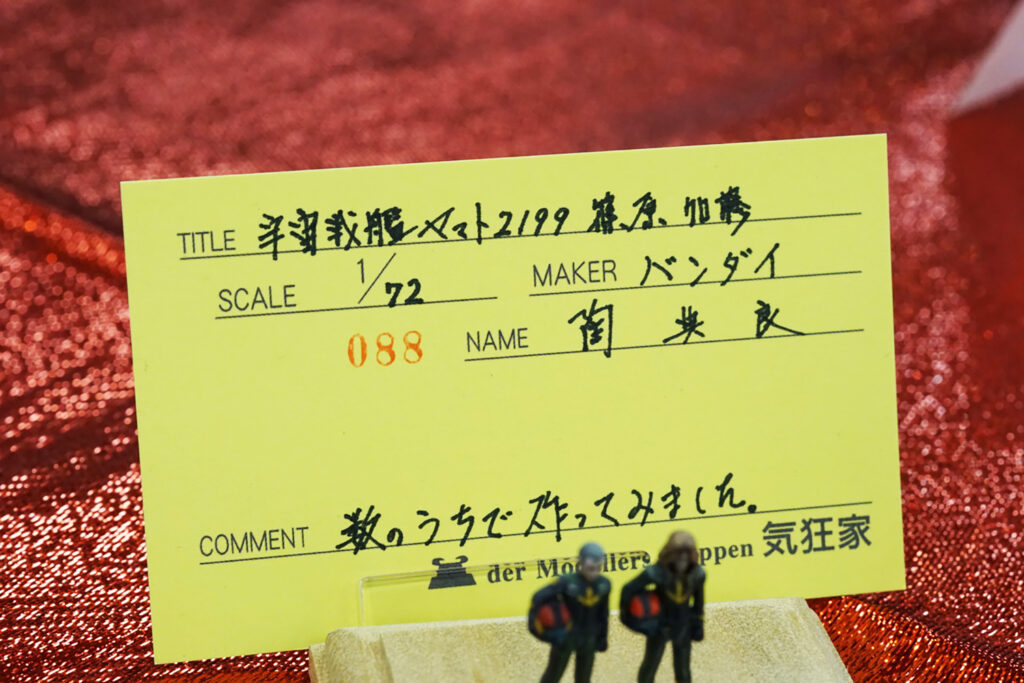 TITLE 宇宙戦艦ヤマト2199 篠原 加藤
SCALE 1/72 MAKER バンダイ
088 NAME 陶 英良
COMMENT 数のうちで作ってみました。
der Modellers 気狂家